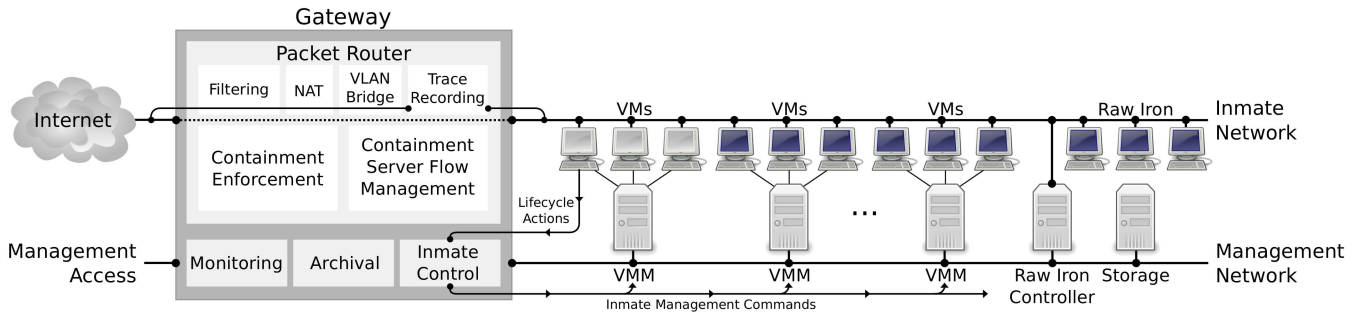 Gateway
Packet Router
Filtering
NAT
VLAN
Bridge
Trace
Recording
Internet
VMs
VMs
VMs
Raw Iron
Inmate
Network
Containment
Enforcement
Containment
Server Flow
Management
Lifecycle
Actions
...
Management
Access
Monitoring
Archival
Inmate
Control
VMM
VMM
VMM
Raw Iron
Controller
Storage
Management
Network
Inmate Management Commands